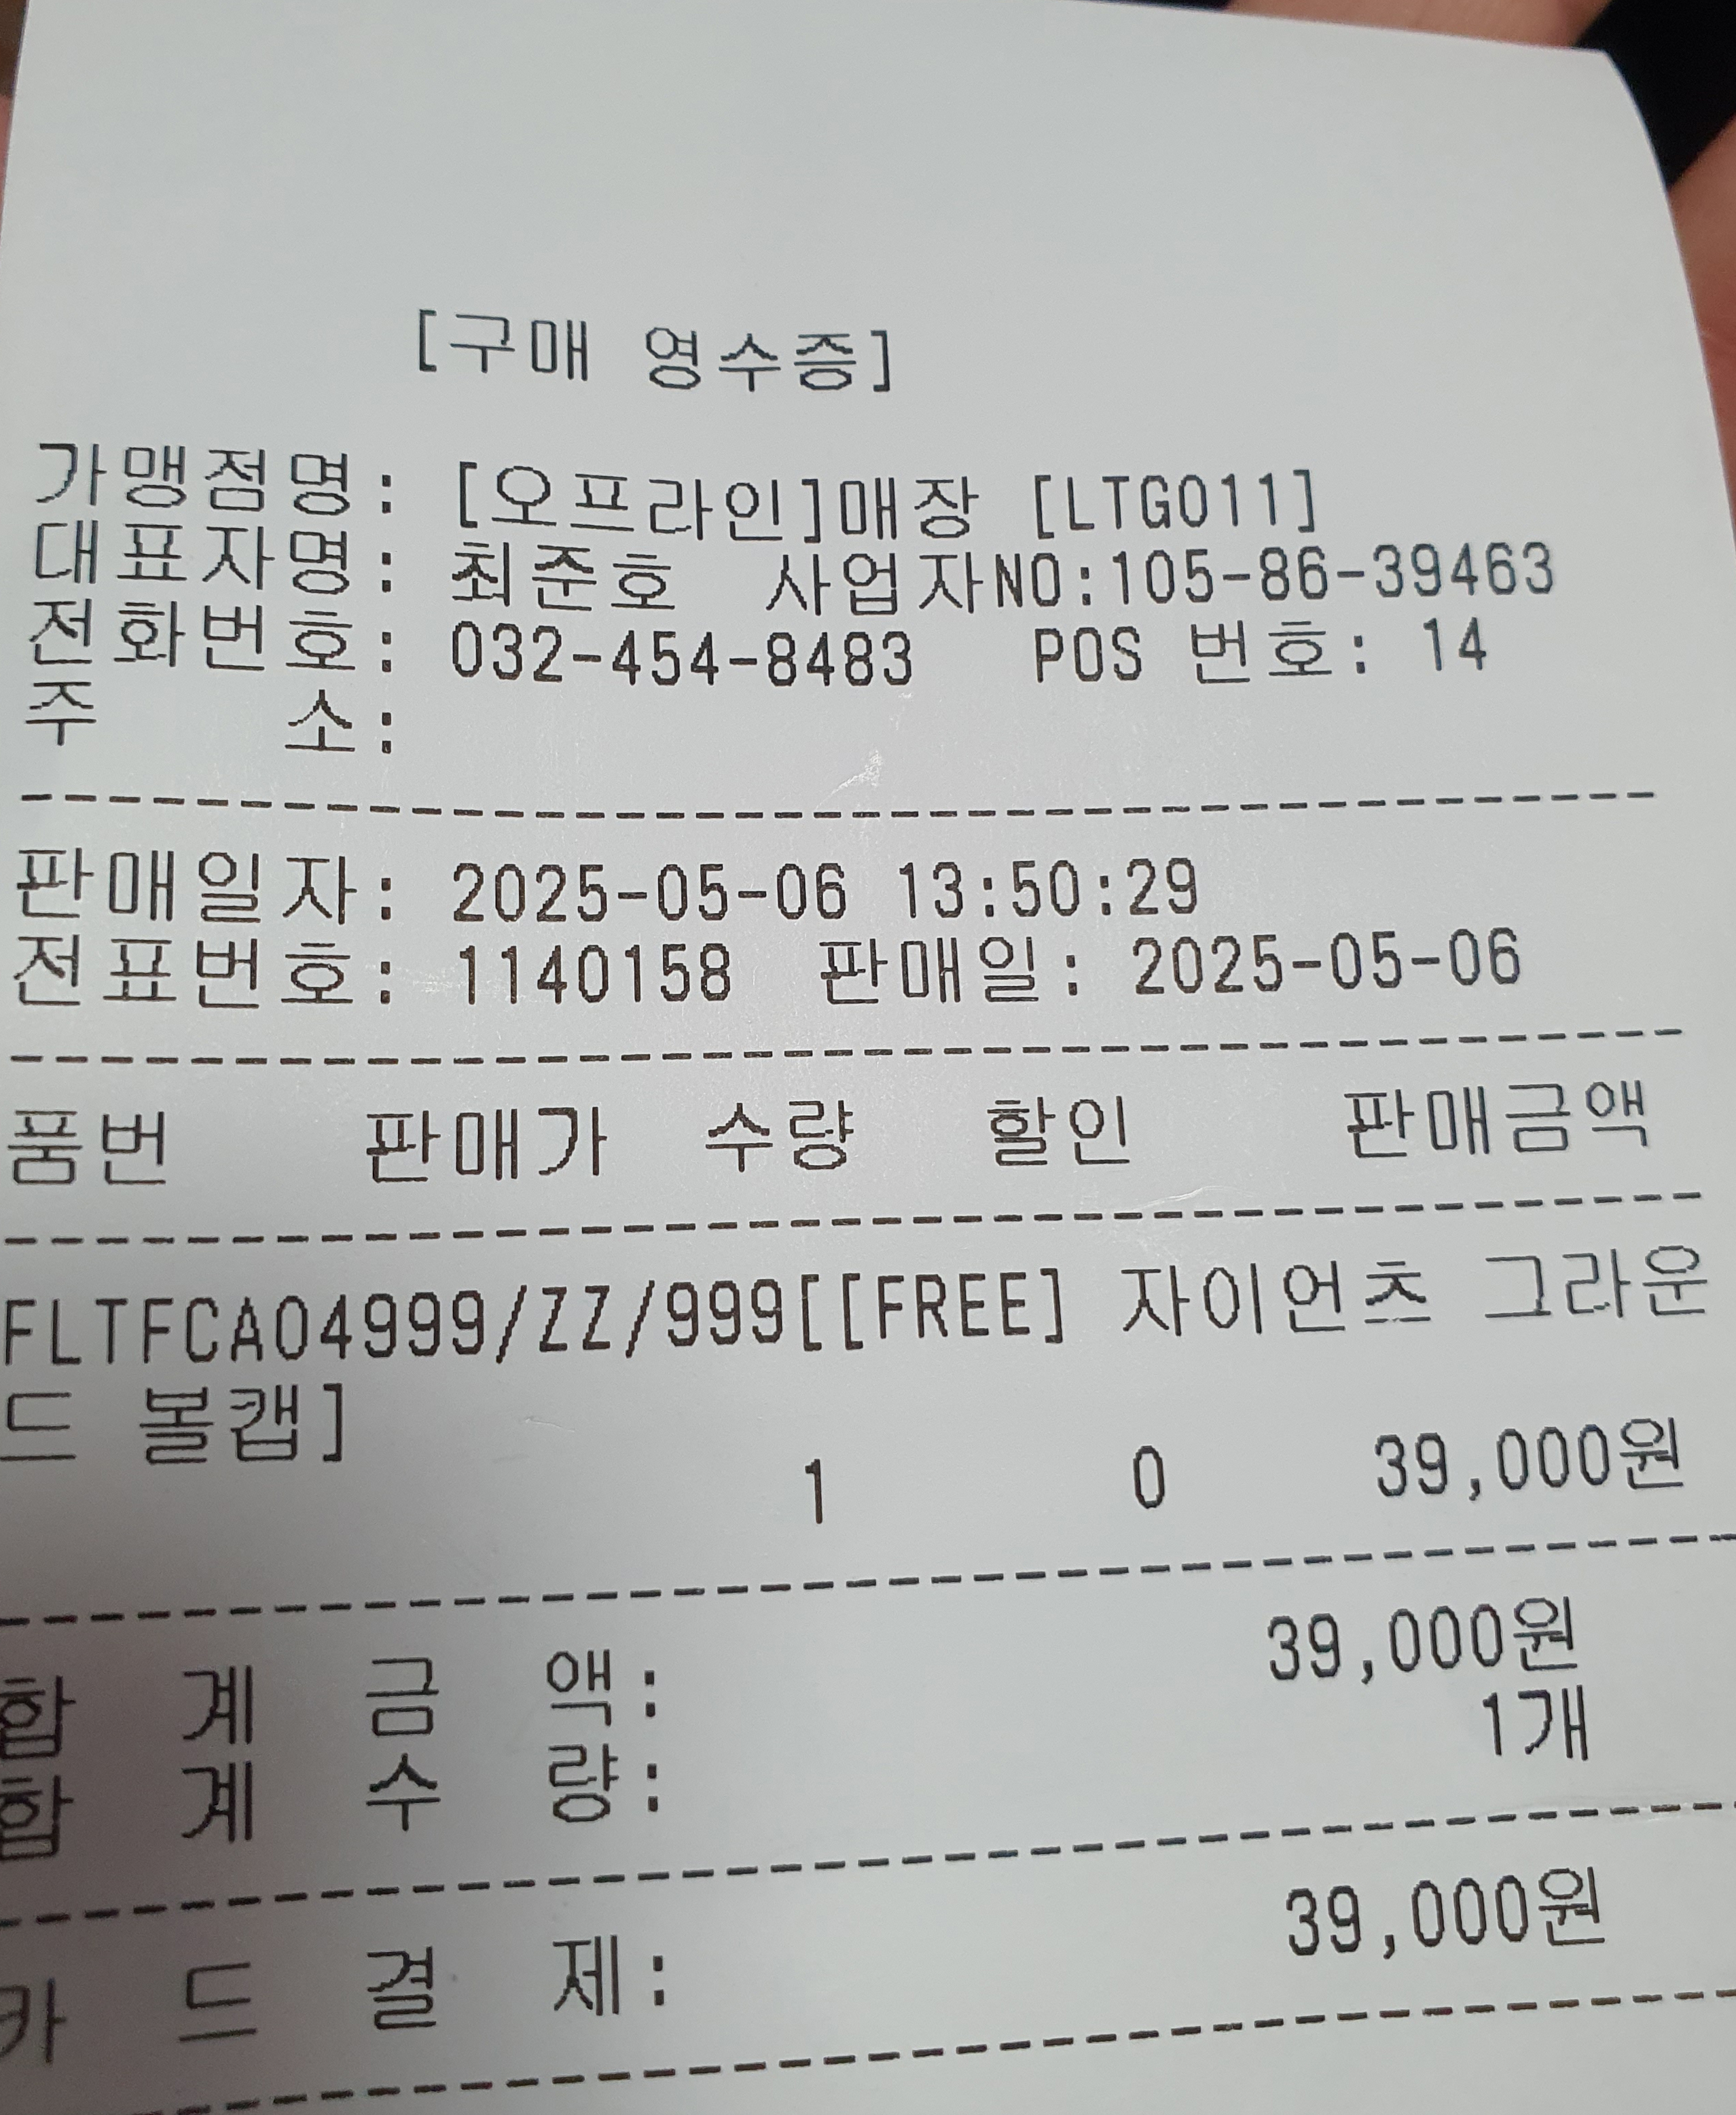 [구매 영수증]
가맹점명: [오프라인]매장 [LTG011]
대표자명: 최준호 사업자NO:105-86-39463
전화번호: 032-454-8483 POS 번호: 14
주 소:
판매일자: 2025-05-06 13:50:29
전표번호: 1140158 판매일: 2025-05-06
품번 판매가 수량 할인 판매금액
FLTFCA04999/ZZ/999[[FREE] 자이언츠 그라운
드 볼캡]
1 0 39,000원
합 계 금 액: 39,000원
합 계 수 량: 1개
카 드 결 제: 39,000원